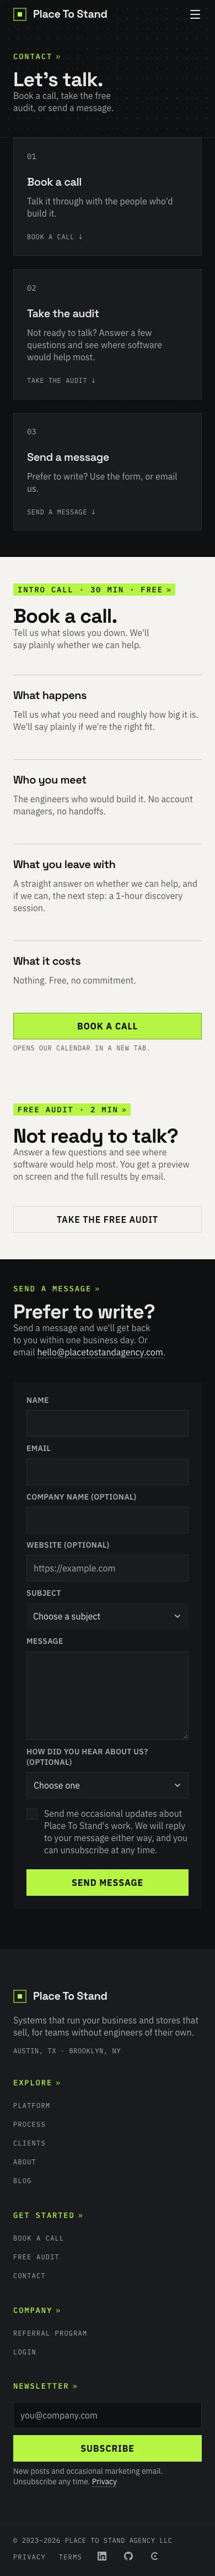 Place To Stand
CONTACT »
Let's talk.
Book a call, take the free
audit, or send a message.
01
Book a call
Talk it through with the people who'd
build it.
BOOK A CALL ↓
02
Take the audit
Not ready to talk? Answer a few
questions and see where software
would help most.
TAKE THE AUDIT ↓
03
Send a message
Prefer to write? Use the form, or email
us.
SEND A MESSAGE ↓
INTRO CALL · 30 MIN · FREE »
Book a call.
Tell us what slows you down. We'll
say plainly whether we can help.
What happens
Tell us what you need and roughly how big it is.
We'll say plainly if we're the right fit.
Who you meet
The engineers who would build it. No account
managers, no handoffs.
What you leave with
A straight answer on whether we can help, and
if we can, the next step: a 1-hour discovery
session.
What it costs
Nothing. Free, no commitment.
BOOK A CALL
OPENS OUR CALENDAR IN A NEW TAB.
FREE AUDIT · 2 MIN »
Not ready to talk?
Answer a few questions and see where
software would help most. You get a preview
on screen and the full results by email.
TAKE THE FREE AUDIT
SEND A MESSAGE »
Prefer to write?
Send a message and we'll get back
to you within one business day. Or
email hello@placetostandagency.com.
NAME
EMAIL
COMPANY NAME (OPTIONAL)
WEBSITE (OPTIONAL)
https://example.com
SUBJECT
Choose a subject
MESSAGE
HOW DID YOU HEAR ABOUT US?
(OPTIONAL)
Choose one
Send me occasional updates about
Place To Stand's work. We will reply
to your message either way, and you
can unsubscribe at any time.
SEND MESSAGE
Place To Stand
Systems that run your business and stores that
sell, for teams without engineers of their own.
AUSTIN, TX · BROOKLYN, NY
EXPLORE »
PLATFORM
PROCESS
CLIENTS
ABOUT
BLOG
GET STARTED »
BOOK A CALL
FREE AUDIT
CONTACT
COMPANY »
REFERRAL PROGRAM
LOGIN
NEWSLETTER »
you@company.com
SUBSCRIBE
New posts and occasional marketing email.
Unsubscribe any time. Privacy
© 2023–2026 PLACE TO STAND AGENCY LLC
PRIVACY TERMS